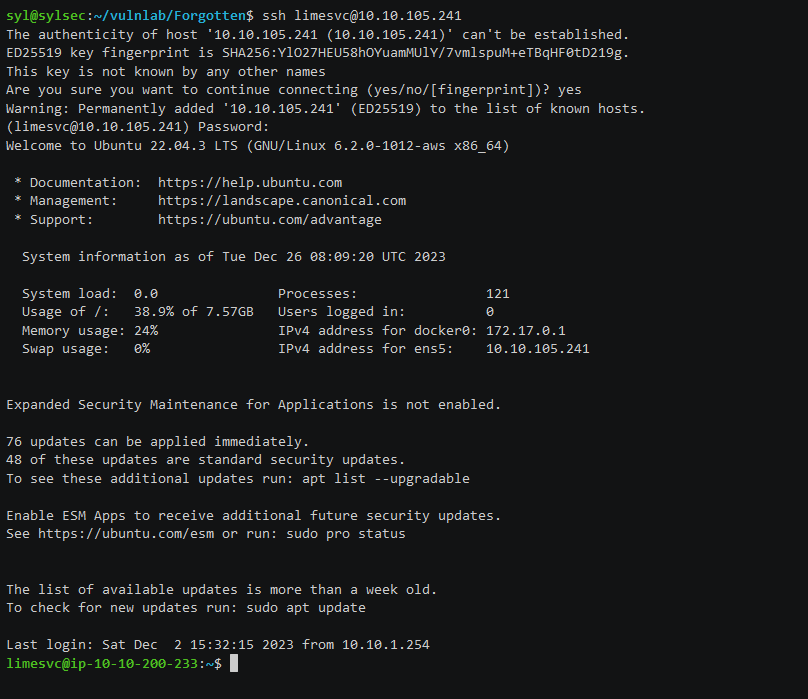 syl@sylsec:~/vulnlab/Forgotten$ ssh limesvc@10.10.105.241
The authenticity of host '10.10.105.241 (10.10.105.241)' can't be established.
ED25519 key fingerprint is SHA256:YlO27HEU58hOYuamMUlY/7vmlspuM+eTBqHF0tD219g.
This key is not known by any other names
Are you sure you want to continue connecting (yes/no/[fingerprint])? yes
Warning: Permanently added '10.10.105.241' (ED25519) to the list of known hosts.
(limesvc@10.10.105.241) Password:
Welcome to Ubuntu 22.04.3 LTS (GNU/Linux 6.2.0-1012-aws x86_64)
* Documentation:  https://help.ubuntu.com
* Management:     https://landscape.canonical.com
* Support:        https://ubuntu.com/advantage
System information as of Tue Dec 26 08:09:20 UTC 2023
System load:  0.0               Processes:                121
Usage of /:   38.9% of 7.57GB   Users logged in:          0
Memory usage: 24%               IPv4 address for docker0: 172.17.0.1
Swap usage:   0%                IPv4 address for ens5:    10.10.105.241
Expanded Security Maintenance for Applications is not enabled.
76 updates can be applied immediately.
48 of these updates are standard security updates.
To see these additional updates run: apt list --upgradable
Enable ESM Apps to receive additional future security updates.
See https://ubuntu.com/esm or run: sudo pro status
The list of available updates is more than a week old.
To check for new updates run: sudo apt update
Last login: Sat Dec  2 15:32:15 2023 from 10.10.1.254
limesvc@ip-10-10-200-233:~$